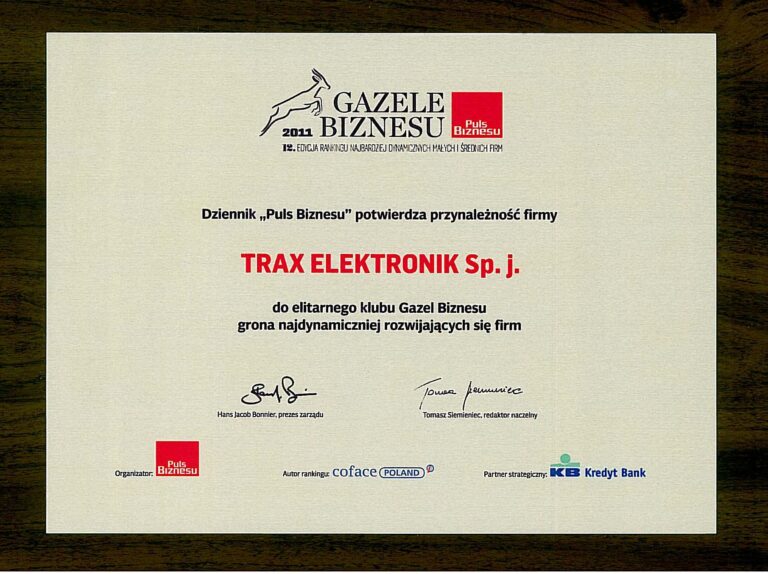 GAZELE
2011 BIZNESU
Puls
Biznesu
12. EDYCJA RANKINGU NAJBARDZIEJ DYNAMICZNYCH MAŁYCH I ŚREDNICH FIRM
Dziennik „Puls Biznesu” potwierdza przynależność firmy
TRAX ELEKTRONIK Sp. j.
do elitarnego klubu Gazel Biznesu
grona najdynamiczniej rozwijających się firm
Hans Jacob Bonnier, prezes zarządu
Tomasz Siemieniec, redaktor naczelny
Organizator: Puls
Biznesu
Autor rankingu: coface POLAND
Partner strategiczny: KB Kredyt Bank